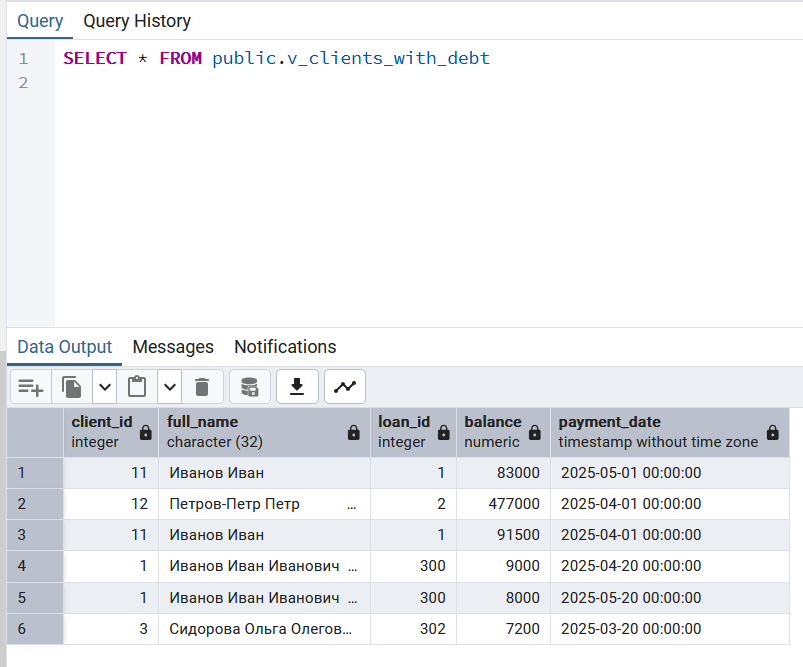 Query Query History
1 SELECT * FROM public.v_clients_with_debt
2
Data Output Messages Notifications
client_id full_name loan_id balance payment_date
integer character (32) integer numeric timestamp without time zone
1 11 Иванов Иван 1 83000 2025-05-01 00:00:00
2 12 Петров-Петр Петр ... 2 477000 2025-04-01 00:00:00
3 11 Иванов Иван 1 91500 2025-04-01 00:00:00
4 1 Иванов Иван Иванович ... 300 9000 2025-04-20 00:00:00
5 1 Иванов Иван Иванович ... 300 8000 2025-05-20 00:00:00
6 3 Сидорова Ольга Олегов... 302 7200 2025-03-20 00:00:00